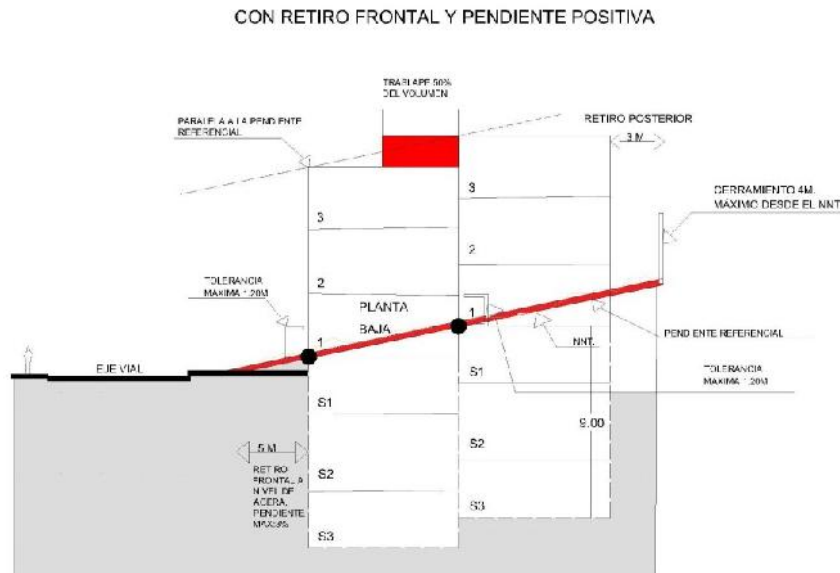 CON RETIRO FRONTAL Y PENDIENTE POSITIVA
TRASLAPE 50%
DEL VOLUMEN
PARALELA A LA PENDIENTE
REFERENCIAL
RETIRO POSTERIOR
3 M
CERRAMIENTO 4M.
MÁXIMO DESDE EL NNT
3
3
2
2
TOLERANCIA
MAXIMA 1.20M
PLANTA
BAJA
1
1
PENDIENTE REFERENCIAL
NNT.
EJE VIAL
TOLERANCIA
MAXIMA 1.20M
S1
S1
9.00
5 M
RETIRO
FRONTAL A
NIVEL DE
ACERA,
PENDIENTE
S2
S2
S3
S3